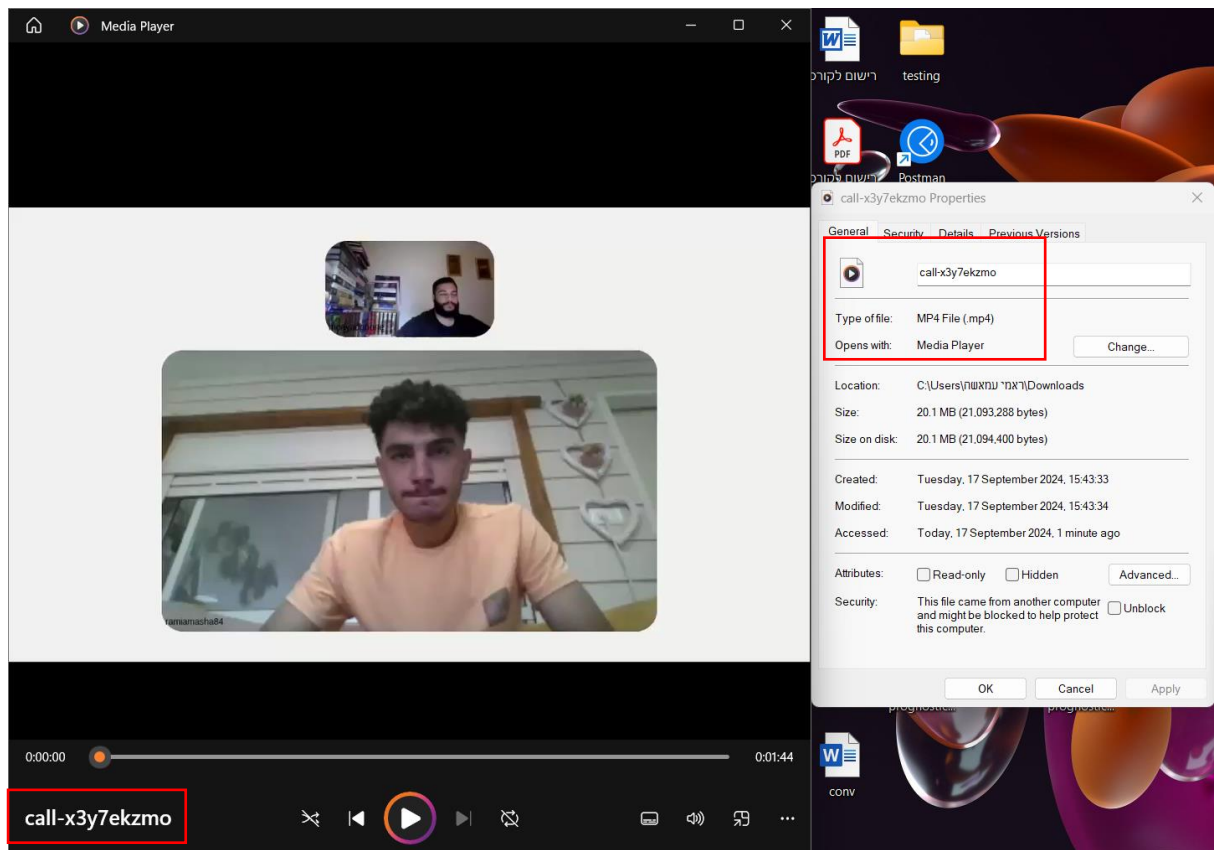 Media Player
רישום לקורס
testing
PDF
רישום לקורס
Postman
call-x3y7ekzmo Properties
General Security Details Previous Versions
call-x3y7ekzmo
Type of file: MP4 File (.mp4)
Opens with: Media Player Change...
Location: C:\Users\ראמי עמאשה\Downloads
Size: 20.1 MB (21,093,288 bytes)
Size on disk: 20.1 MB (21,094,400 bytes)
Created: Tuesday, 17 September 2024, 15:43:33
Modified: Tuesday, 17 September 2024, 15:43:34
Accessed: Today, 17 September 2024, 1 minute ago
Attributes: Read-only Hidden Advanced...
Security: This file came from another computer Unblock
and might be blocked to help protect
this computer.
OK Cancel Apply
prognostic... prognostic...
conv
ramiamasha84
0:00:00 0:01:44
call-x3y7ekzmo